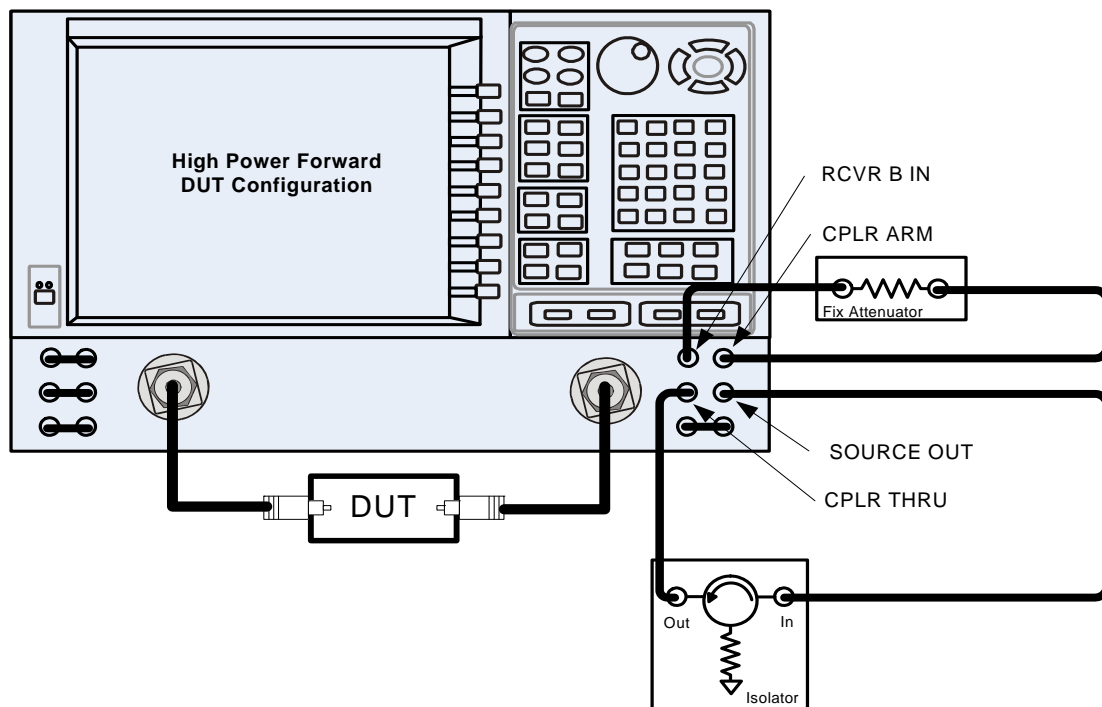 High Power Forward
DUT Configuration
RCVR B IN
CPLR ARM
Fix Attenuator
SOURCE OUT
CPLR THRU
DUT
Out
In
Isolator